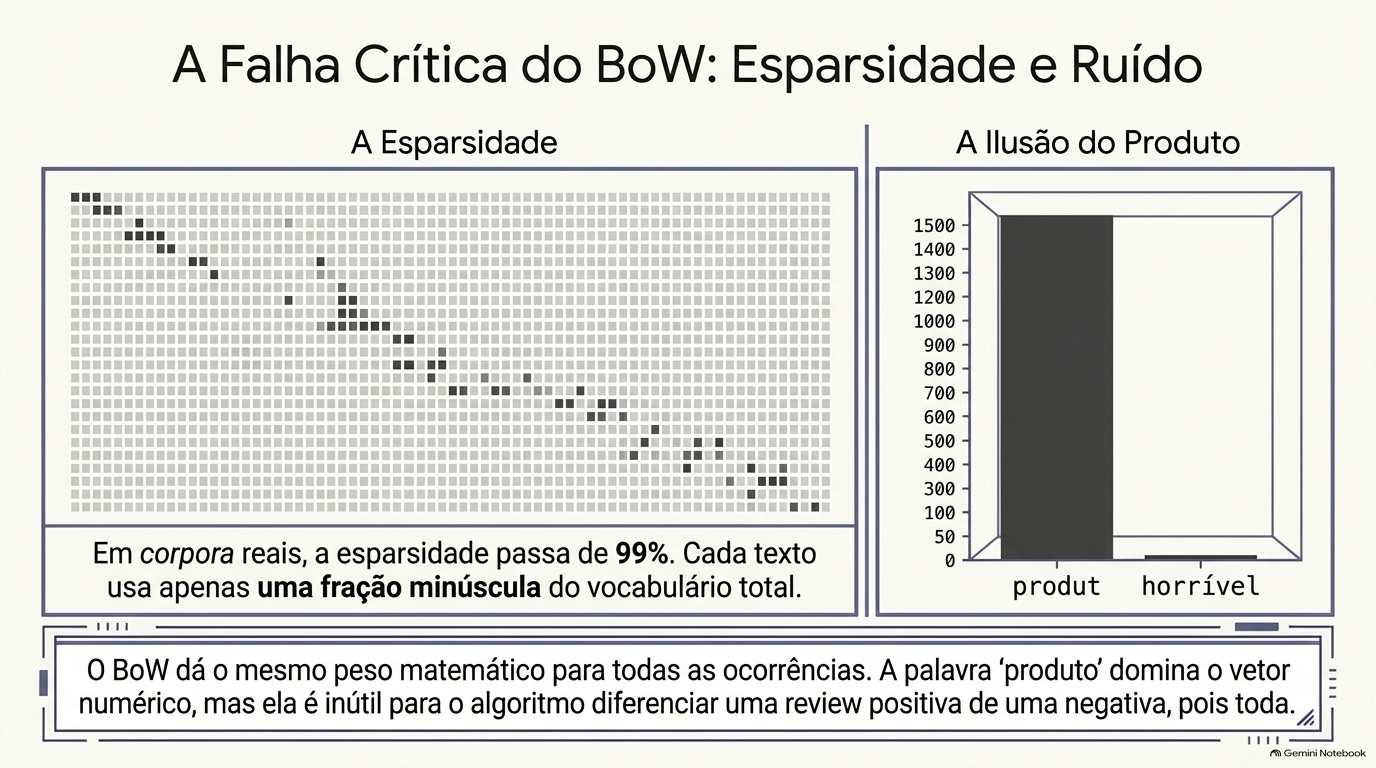 A Falha Crítica do BoW: Esparsidade e Ruído
A Esparsidade
Em corpora reais, a esparsidade passa de 99%. Cada texto
usa apenas uma fração minúscula do vocabulário total.
A Ilusão do Produto
1500
1400
1300
1200
1000
900
800
700
600
500
400
300
100
50
0
produt horrível
O BoW dá o mesmo peso matemático para todas as ocorrências. A palavra ‘produto’ domina o vetor
numérico, mas ela é inútil para o algoritmo diferenciar uma review positiva de uma negativa, pois toda.
Gemini Notebook